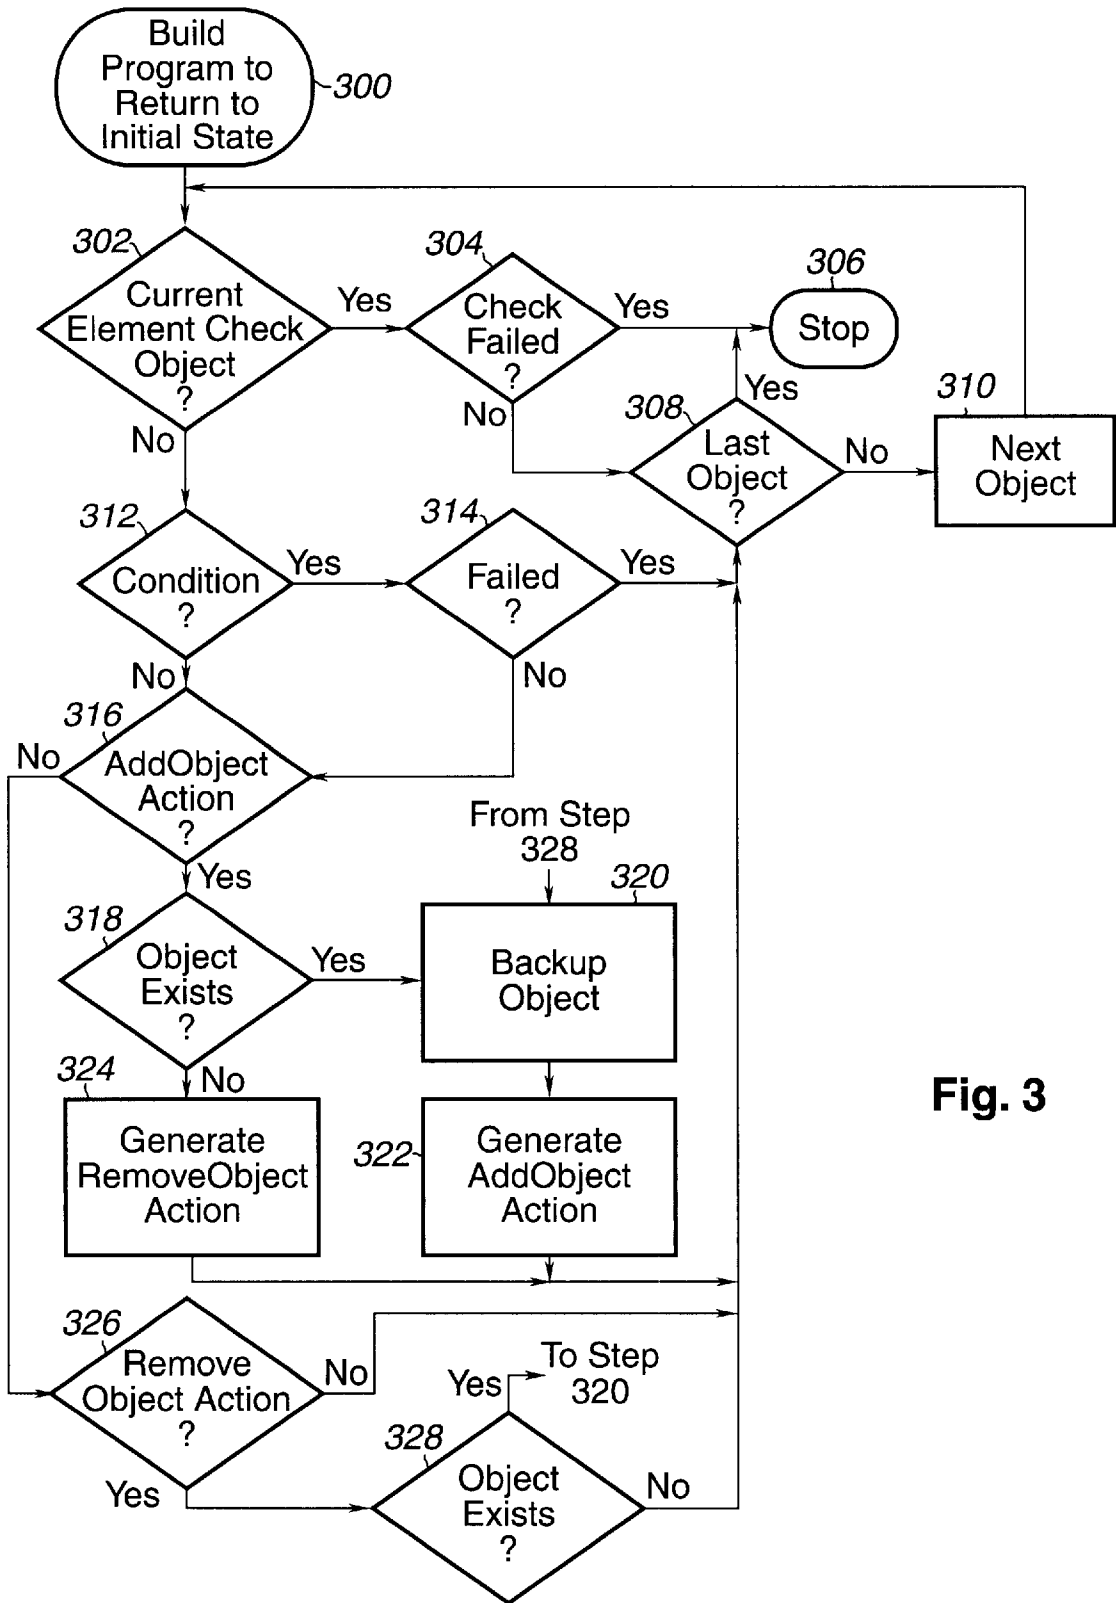 Build
Program to
Return to
Initial State
300
302
Current
Element Check
Object
?
Yes
No
304
Check
Failed
?
Yes
No
306
Stop
308
Last
Object
?
Yes
No
310
Next
Object
312
Condition
?
Yes
No
314
Failed
?
Yes
No
316
AddObject
Action
?
No
Yes
318
Object
Exists
?
Yes
No
From Step
328
320
Backup
Object
324
Generate
RemoveObject
Action
322
Generate
AddObject
Action
Fig. 3
326
Remove
Object Action
?
No
Yes
328
Object
Exists
?
Yes
To Step
320
No